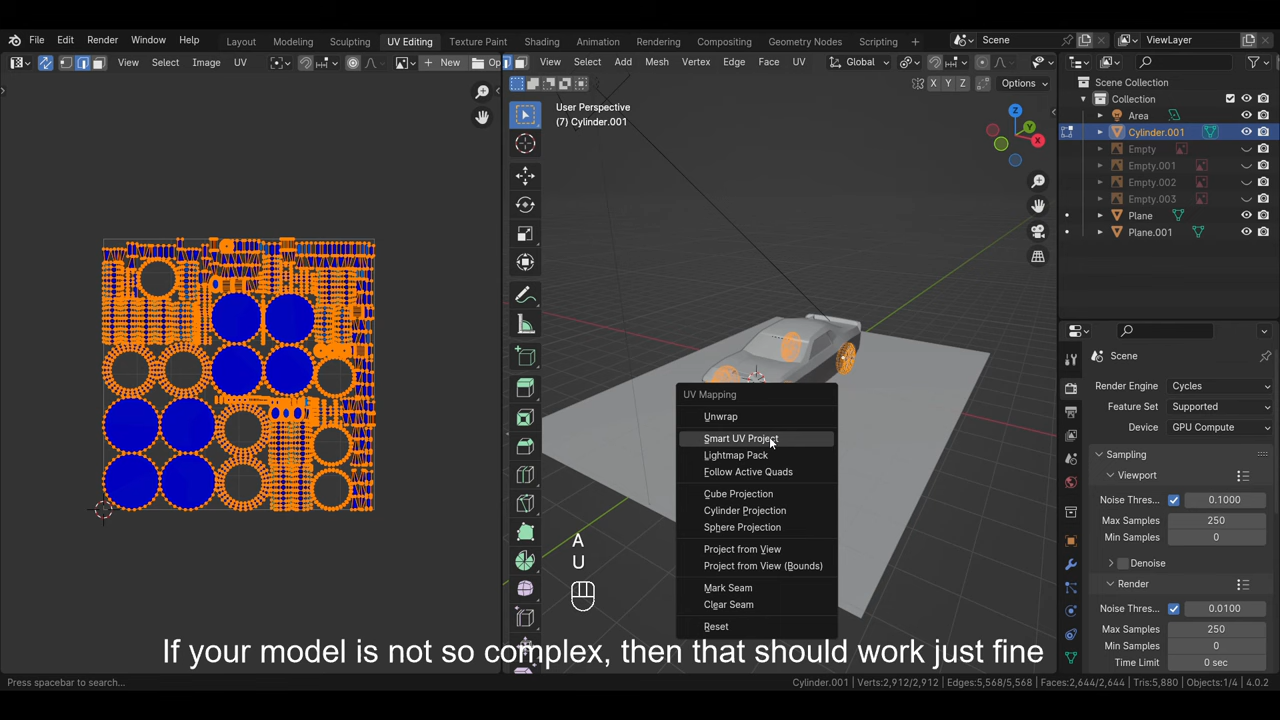 File Edit Render Window Help Layout Modeling Sculpting UV Editing Texture Paint Shading Animation Rendering Compositing Geometry Nodes Scripting + Scene ViewLayer
View Select Image UV + New Op View Select Add Mesh Vertex Edge Face UV Global
X Y Z Options
User Perspective
(7) Cylinder.001
Z
Y
X
Scene Collection
Collection
Area
Cylinder.001
Empty
Empty.001
Empty.002
Empty.003
Plane
Plane.001
Scene
Render Engine Cycles
Feature Set Supported
Device GPU Compute
Sampling
Viewport
Noise Thres... 0.1000
Max Samples 250
Min Samples 0
Denoise
Render
Noise Thres... 0.0100
Max Samples 250
Min Samples 0
Time Limit 0 sec
UV Mapping
Unwrap
Smart UV Project
Lightmap Pack
Follow Active Quads
Cube Projection
Cylinder Projection
Sphere Projection
Project from View
Project from View (Bounds)
Mark Seam
Clear Seam
Reset
A
U
If your model is not so complex, then that should work just fine
Press spacebar to search...
Cylinder.001 | Verts:2,912/2,912 | Edges:5,568/5,568 | Faces:2,644/2,644 | Tris:5,880 | Objects:1/4 | 4.0.2